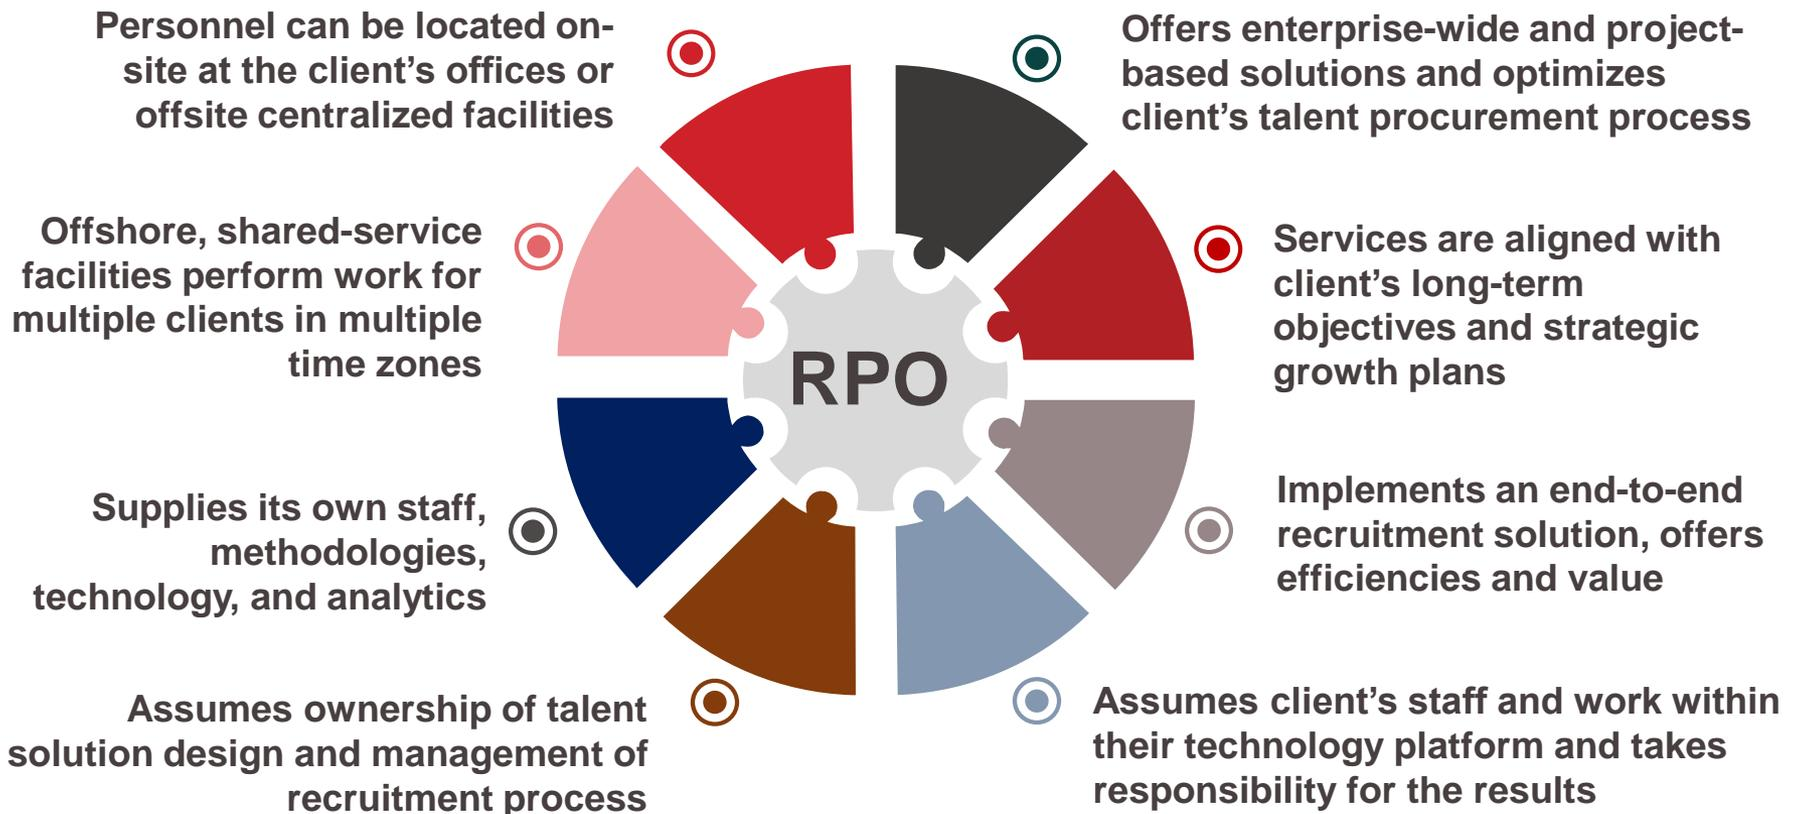 Personnel can be located on-
site at the client's offices or
offsite centralized facilities
Offers enterprise-wide and project-
based solutions and optimizes
client's talent procurement process
Offshore, shared-service
facilities perform work for
multiple clients in multiple
time zones
Services are aligned with
client's long-term
objectives and strategic
growth plans
RPO
Supplies its own staff,
methodologies,
technology, and analytics
Implements an end-to-end
recruitment solution, offers
efficiencies and value
Assumes ownership of talent
solution design and management of
recruitment process
Assumes client's staff and work within
their technology platform and takes
responsibility for the results